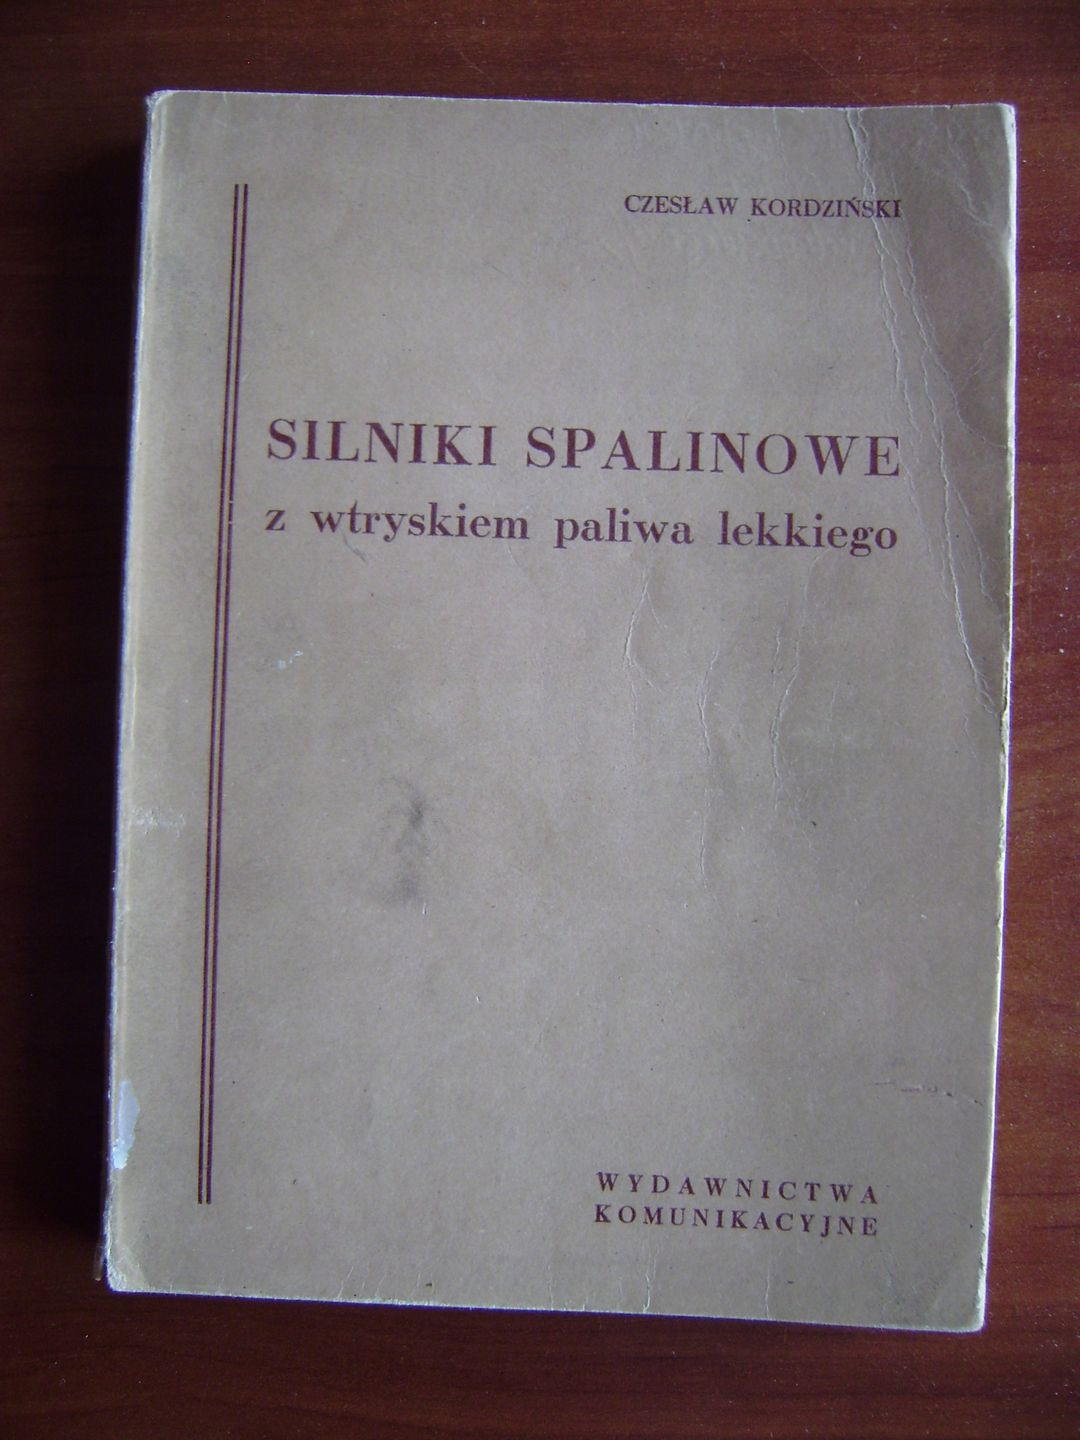 CZESŁAW KORDZIŃSKI
SILNIKI SPALINOWE
z wtryskiem paliwa lekkiego
WYDAWNICTWA
KOMUNIKACYJNE